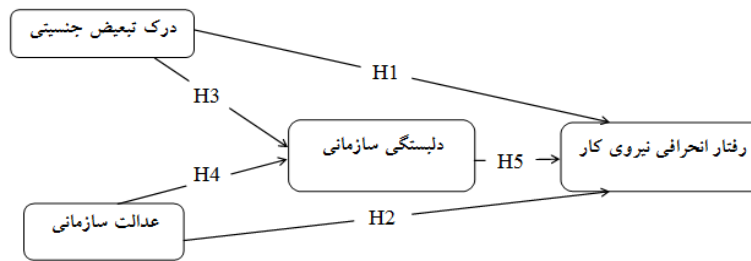 درک تبعیض جنسیتی
H1
H3
دلبستگی سازمانی
رفتار انحرافی نیروی کار
H5
H4
عدالت سازمانی
H2